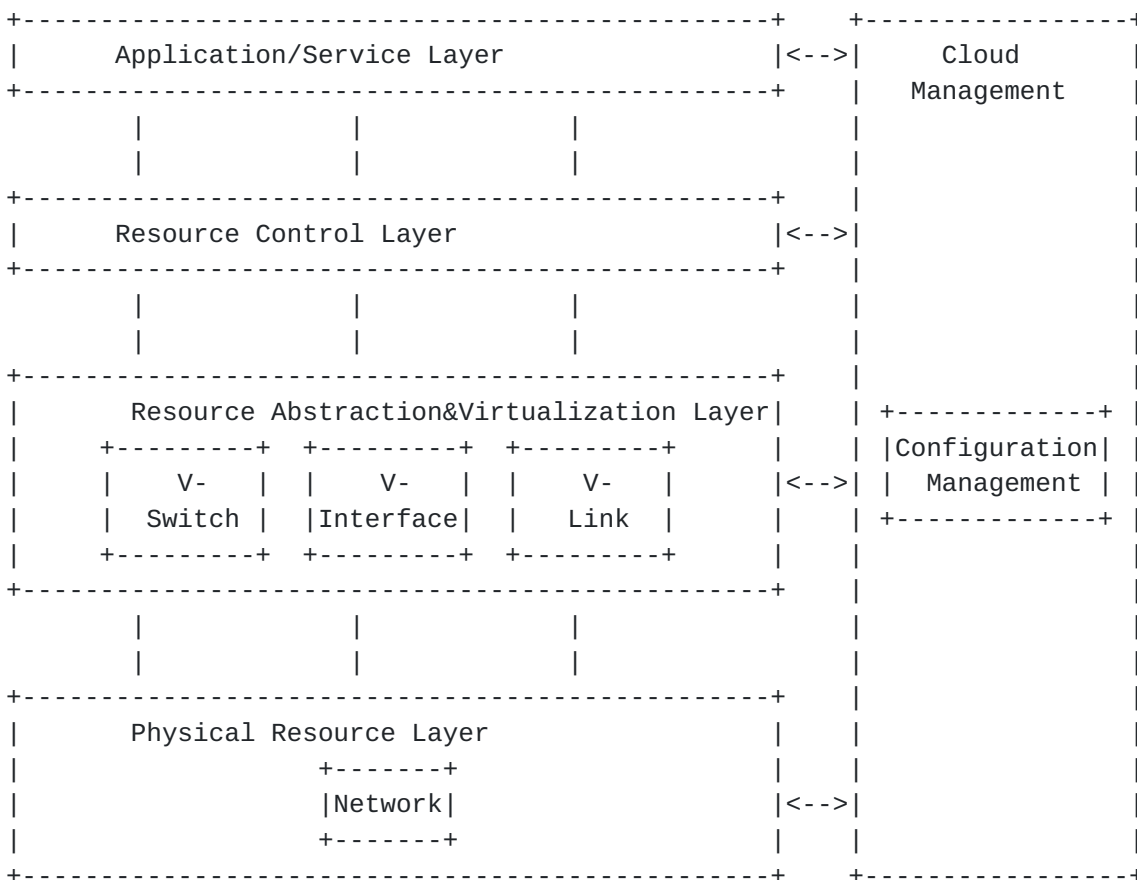 Application/Service Layer <--> Cloud
Management
Resource Control Layer <-->
Resource Abstraction&Virtualization Layer
Configuration
V- V- V- <--> Management
Switch Interface Link
Physical Resource Layer
Network <-->